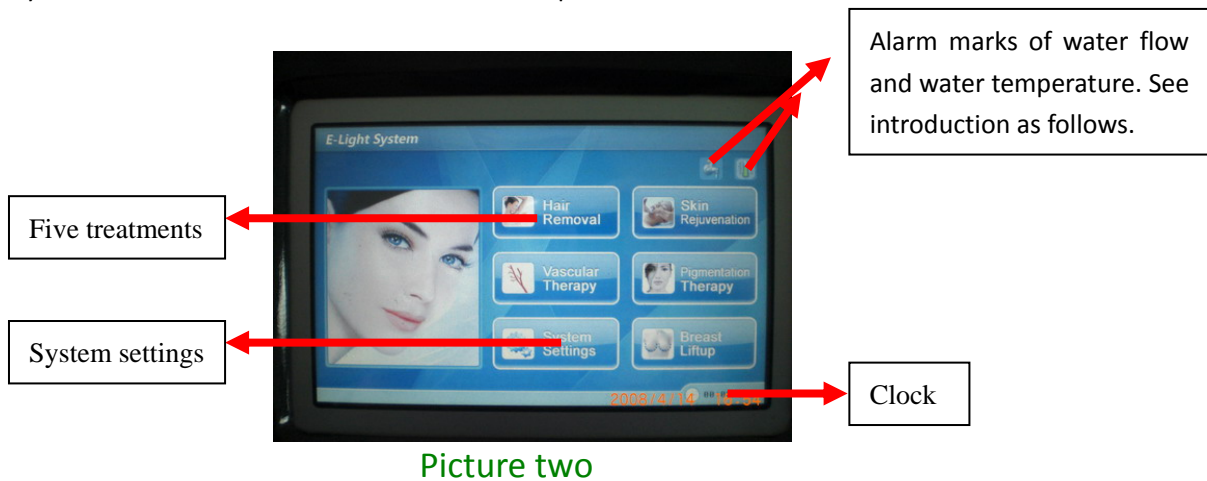 Alarm marks of water flow
and water temperature. See
introduction as follows.
E-Light System
Hair
Removal
Skin
Rejuvenation
Five treatments
Vascular
Therapy
Pigmentation
Therapy
System settings
System
Settings
Breast
Liftup
Clock
2008/4/14
Picture two